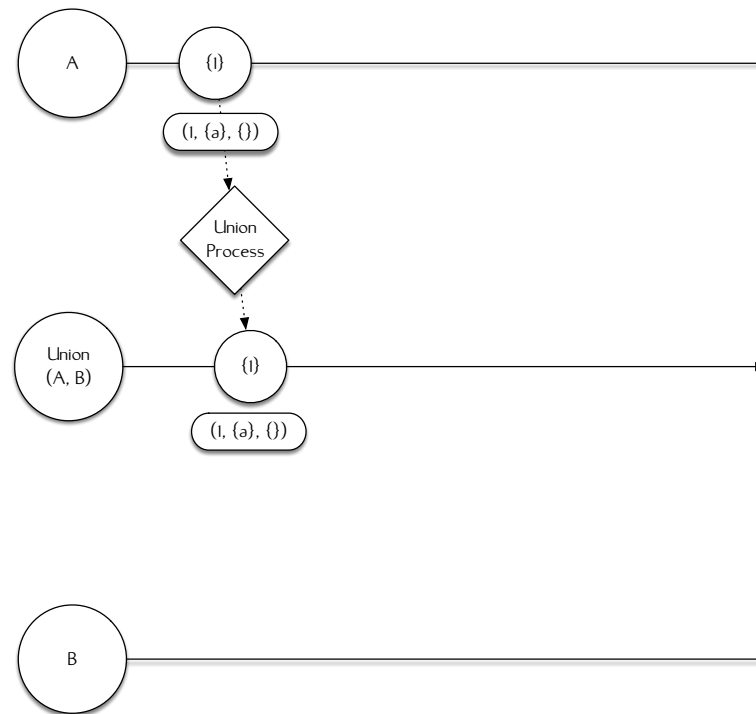 A
{1}
(1, {a}, {})
Union
Process
Union
(A, B)
{1}
(1, {a}, {})
B